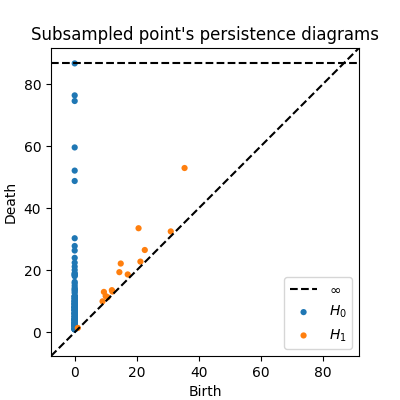 Subsampled point's persistence diagrams
Death
80
60
40
20
0
∞
H₀
H₁
0 20 40 60 80
Birth